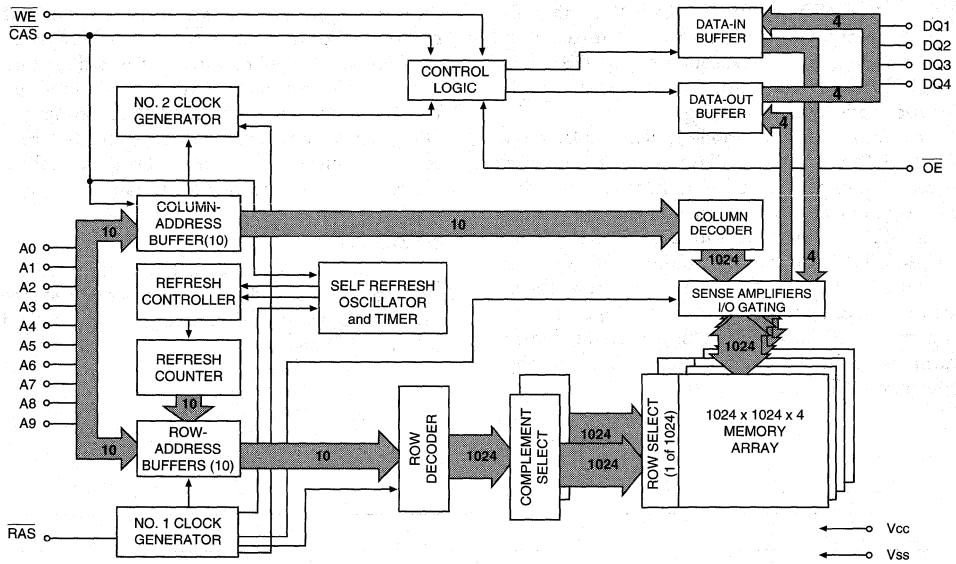 WE
CAS
CONTROL
LOGIC
DATA-IN
BUFFER
4
DQ1
DQ2
DQ3
DQ4
NO. 2 CLOCK
GENERATOR
DATA-OUT
BUFFER
4
4
OE
COLUMN-
ADDRESS
BUFFER(10)
10
10
COLUMN
DECODER
4
1024
A0
A1
A2
A3
A4
A5
A6
A7
A8
A9
REFRESH
CONTROLLER
SELF REFRESH
OSCILLATOR
and TIMER
SENSE AMPLIFIERS
I/O GATING
1024
REFRESH
COUNTER
10
10
ROW-
ADDRESS
BUFFERS (10)
10
ROW
DECODER
1024
COMPLEMENT
SELECT
1024
1024
ROW SELECT
(1 of 1024)
1024 x 1024 x 4
MEMORY
ARRAY
RAS
NO. 1 CLOCK
GENERATOR
Vcc
Vss